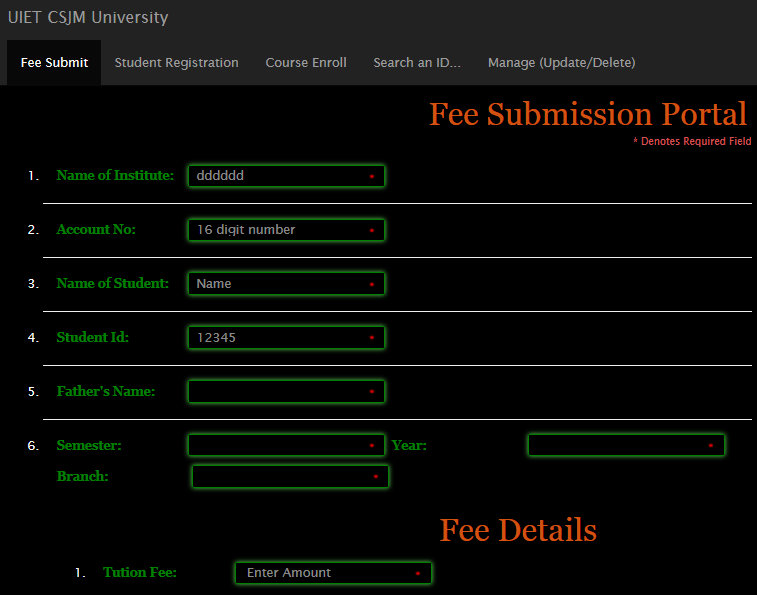 UIET CSJM University
Fee Submit Student Registration Course Enroll Search an ID... Manage (Update/Delete)
Fee Submission Portal
* Denotes Required Field
1. Name of Institute: dddddd *
2. Account No: 16 digit number *
3. Name of Student: Name *
4. Student Id: 12345 *
5. Father's Name: *
6. Semester: * Year: *
Branch: *
Fee Details
1. Tution Fee: Enter Amount *